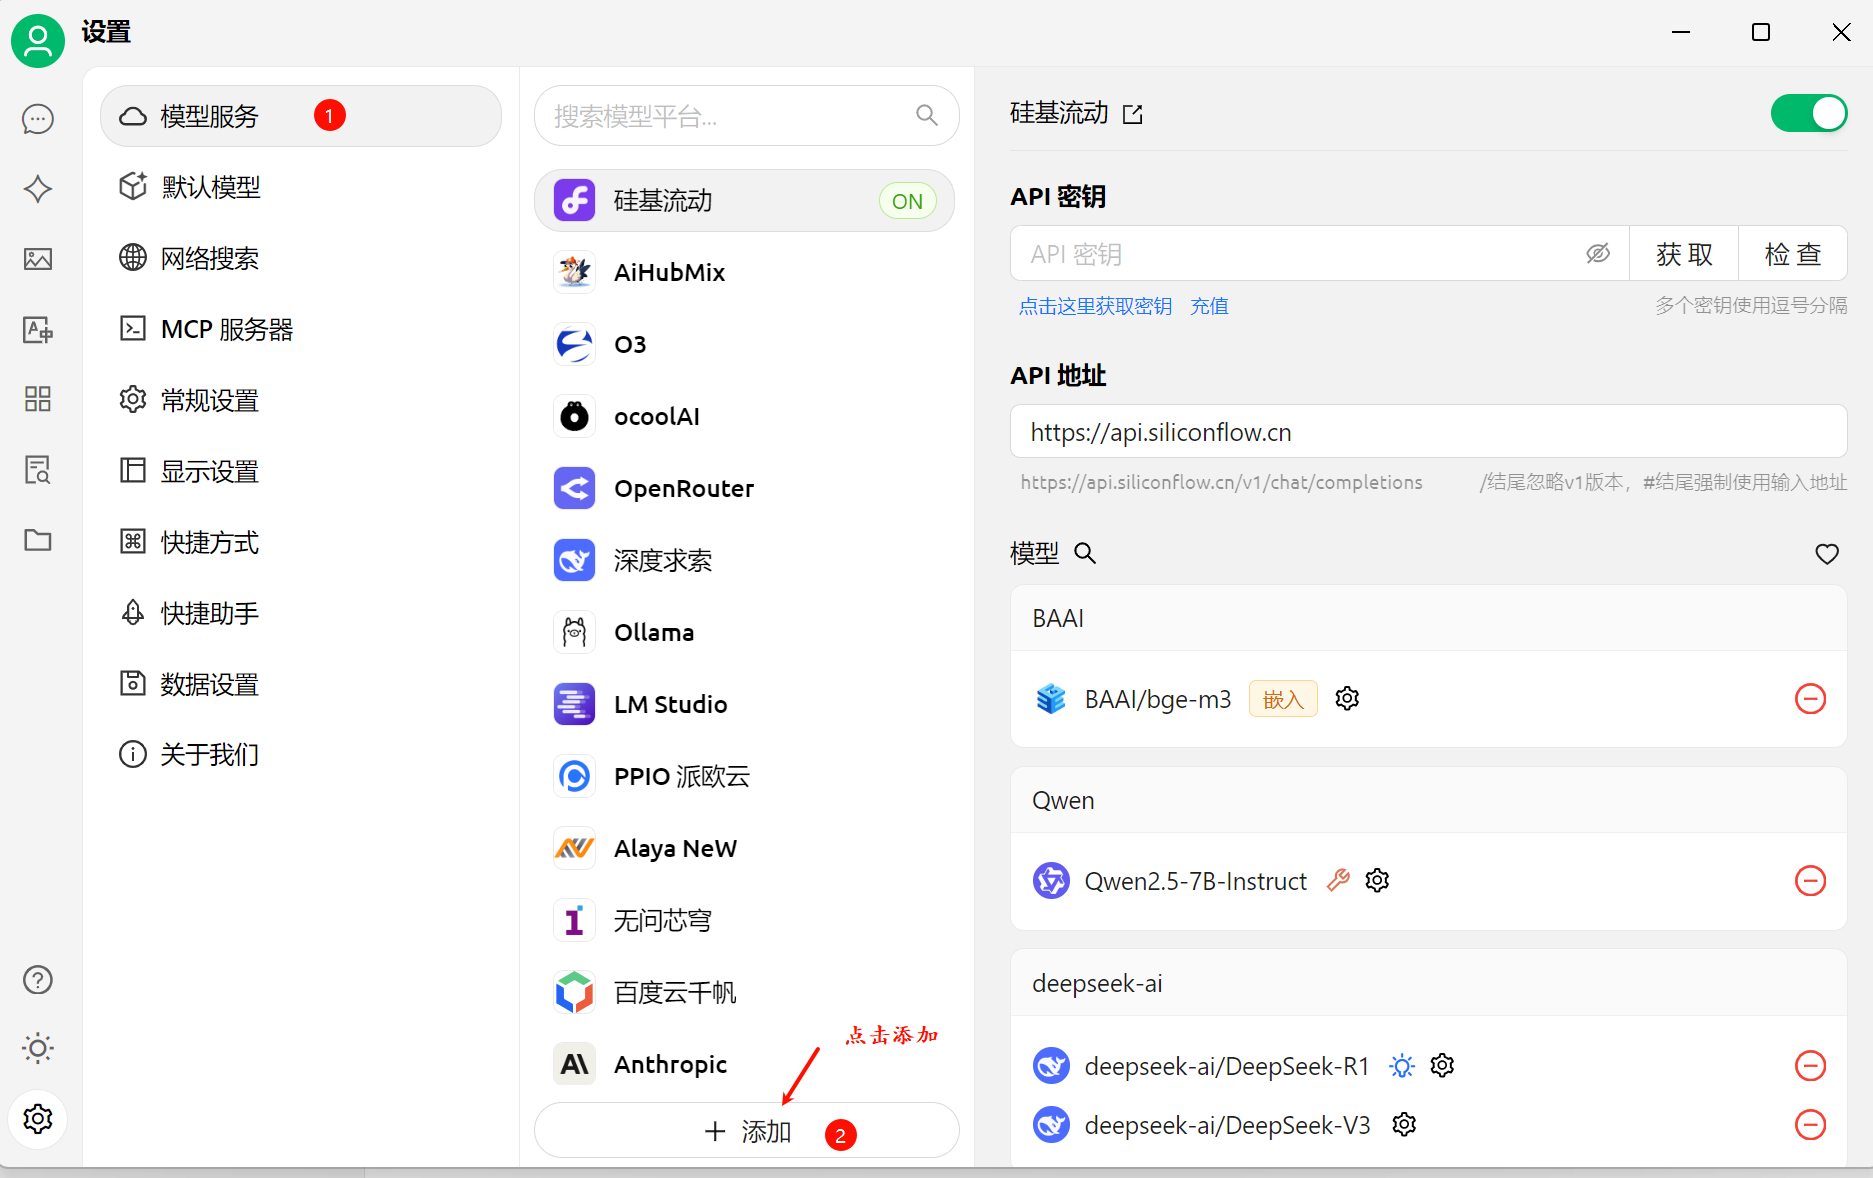 设置
模型服务 1
默认模型
网络搜索
MCP 服务器
常规设置
显示设置
快捷方式
快捷助手
数据设置
关于我们
搜索模型平台...
硅基流动 ON
AiHubMix
O3
ocoolAI
OpenRouter
深度求索
Ollama
LM Studio
PPIO 派欧云
Alaya NeW
无问芯穹
百度云千帆
Anthropic
点击添加
添加 2
硅基流动
API 密钥
API 密钥 获取 检查
点击这里获取密钥 充值 多个密钥使用逗号分隔
API 地址
https://api.siliconflow.cn
https://api.siliconflow.cn/v1/chat/completions /结尾忽略v1版本，#结尾强制使用输入地址
模型
BAAI
BAAI/bge-m3 嵌入
Qwen
Qwen2.5-7B-Instruct
deepseek-ai
deepseek-ai/DeepSeek-R1
deepseek-ai/DeepSeek-V3